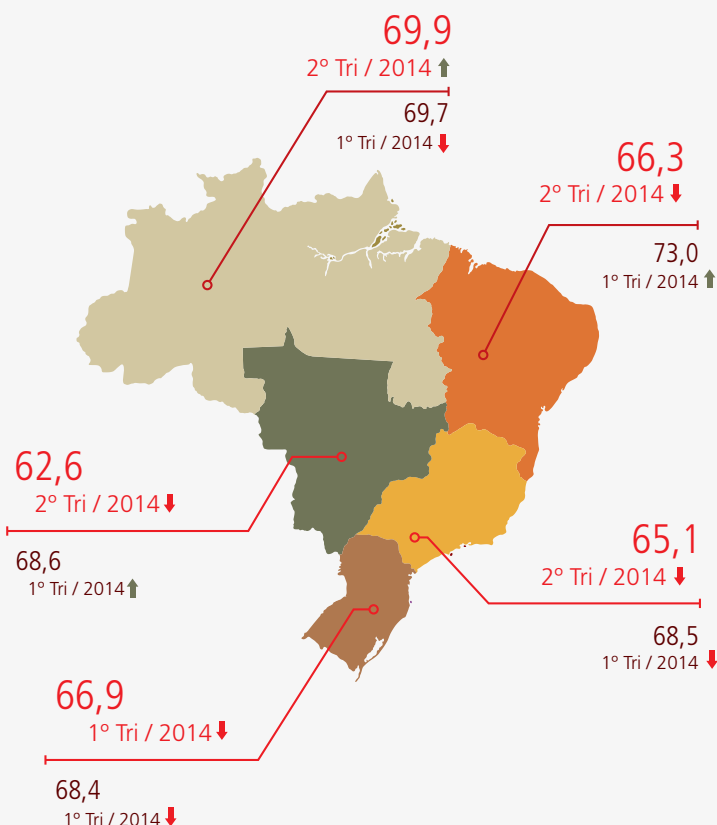 69,9
2º Tri / 2014
69,7
1º Tri / 2014
66,3
2º Tri / 2014
73,0
1º Tri / 2014
62,6
2º Tri / 2014
68,6
1º Tri / 2014
65,1
2º Tri / 2014
68,5
1º Tri / 2014
66,9
1º Tri / 2014
68,4
1º Tri / 2014